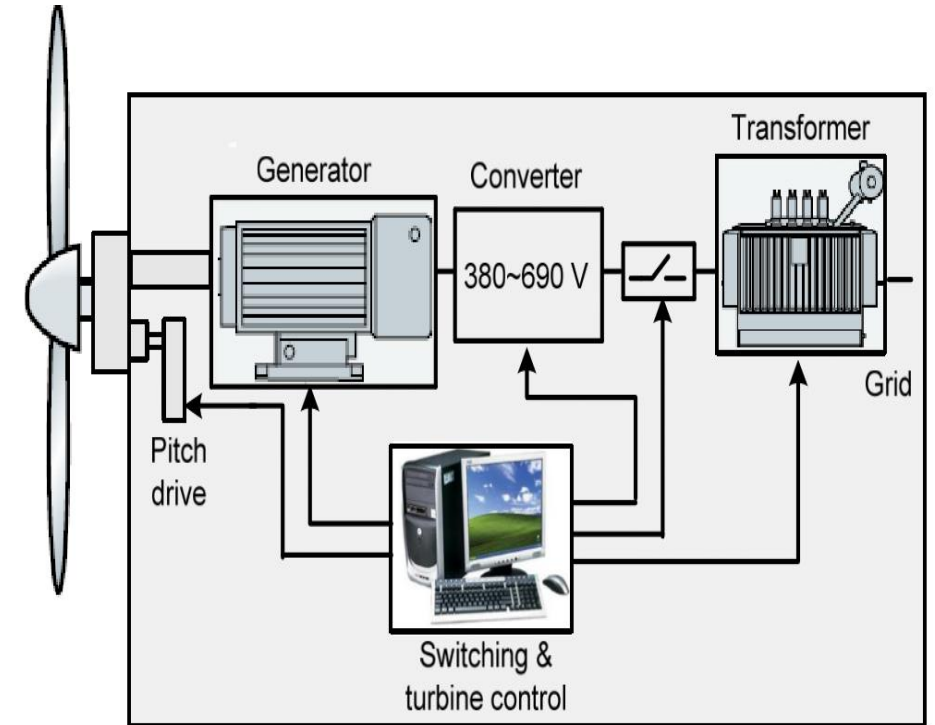 Transformer
Generator
Converter
380~690 V
Grid
Pitch
drive
Switching &
turbine control